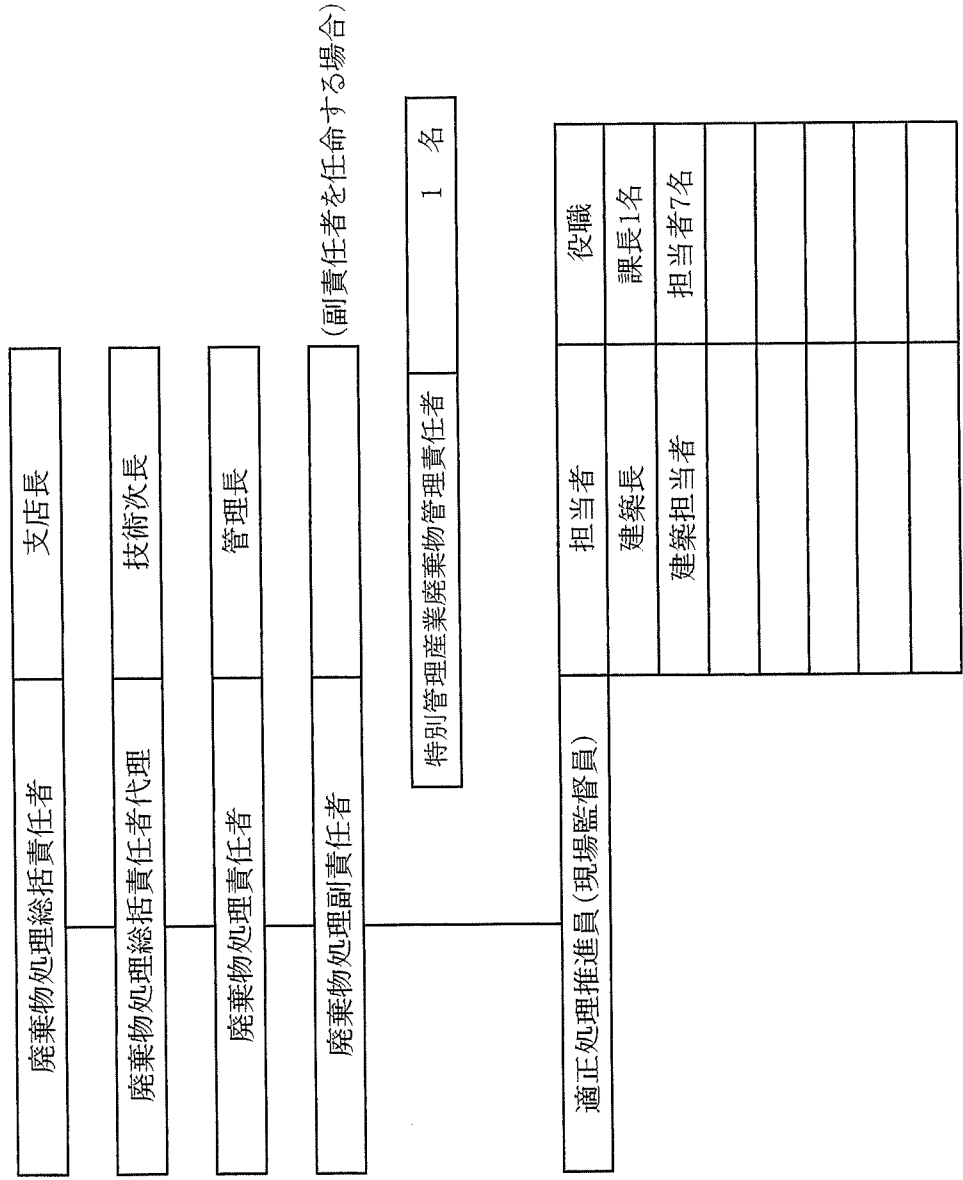 廃棄物処理総括責任者 支店長
廃棄物処理総括責任者代理 技術次長
廃棄物処理責任者 管理長
廃棄物処理副責任者 (副責任者を任命する場合)
特別管理産業廃棄物管理責任者 1 名
適正処理推進員(現場監督員) 担当者 役職
建築長 課長1名
建築担当者 担当者7名